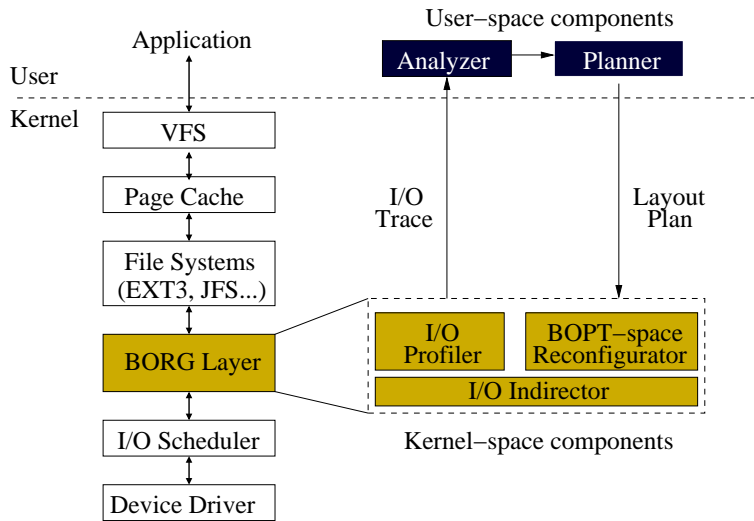 User−space components
Application
Analyzer
Planner
User
Kernel
VFS
Page Cache
I/O
Trace
Layout
Plan
File Systems
(EXT3, JFS...)
BORG Layer
I/O
Profiler
BOPT−space
Reconfigurator
I/O Indirector
I/O Scheduler
Kernel−space components
Device Driver